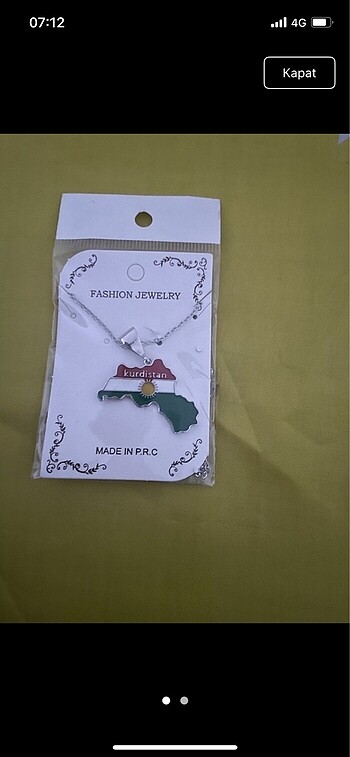 07:12
4G
Kapat
FASHION JEWELRY
kurdistan
MADE IN P.R.C